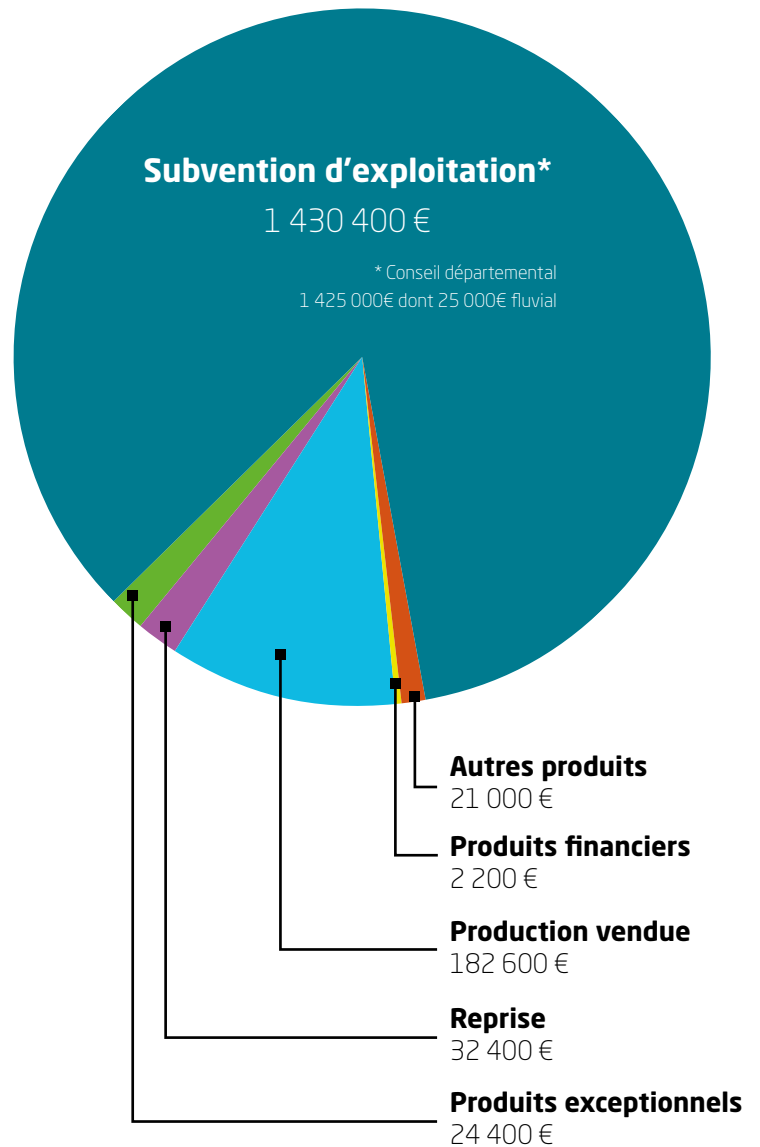 Subvention d'exploitation*
1 430 400 €
* Conseil départemental
1 425 000€ dont 25 000€ fluvial
Autres produits
21 000 €
Produits financiers
2 200 €
Production vendue
182 600 €
Reprise
32 400 €
Produits exceptionnels
24 400 €